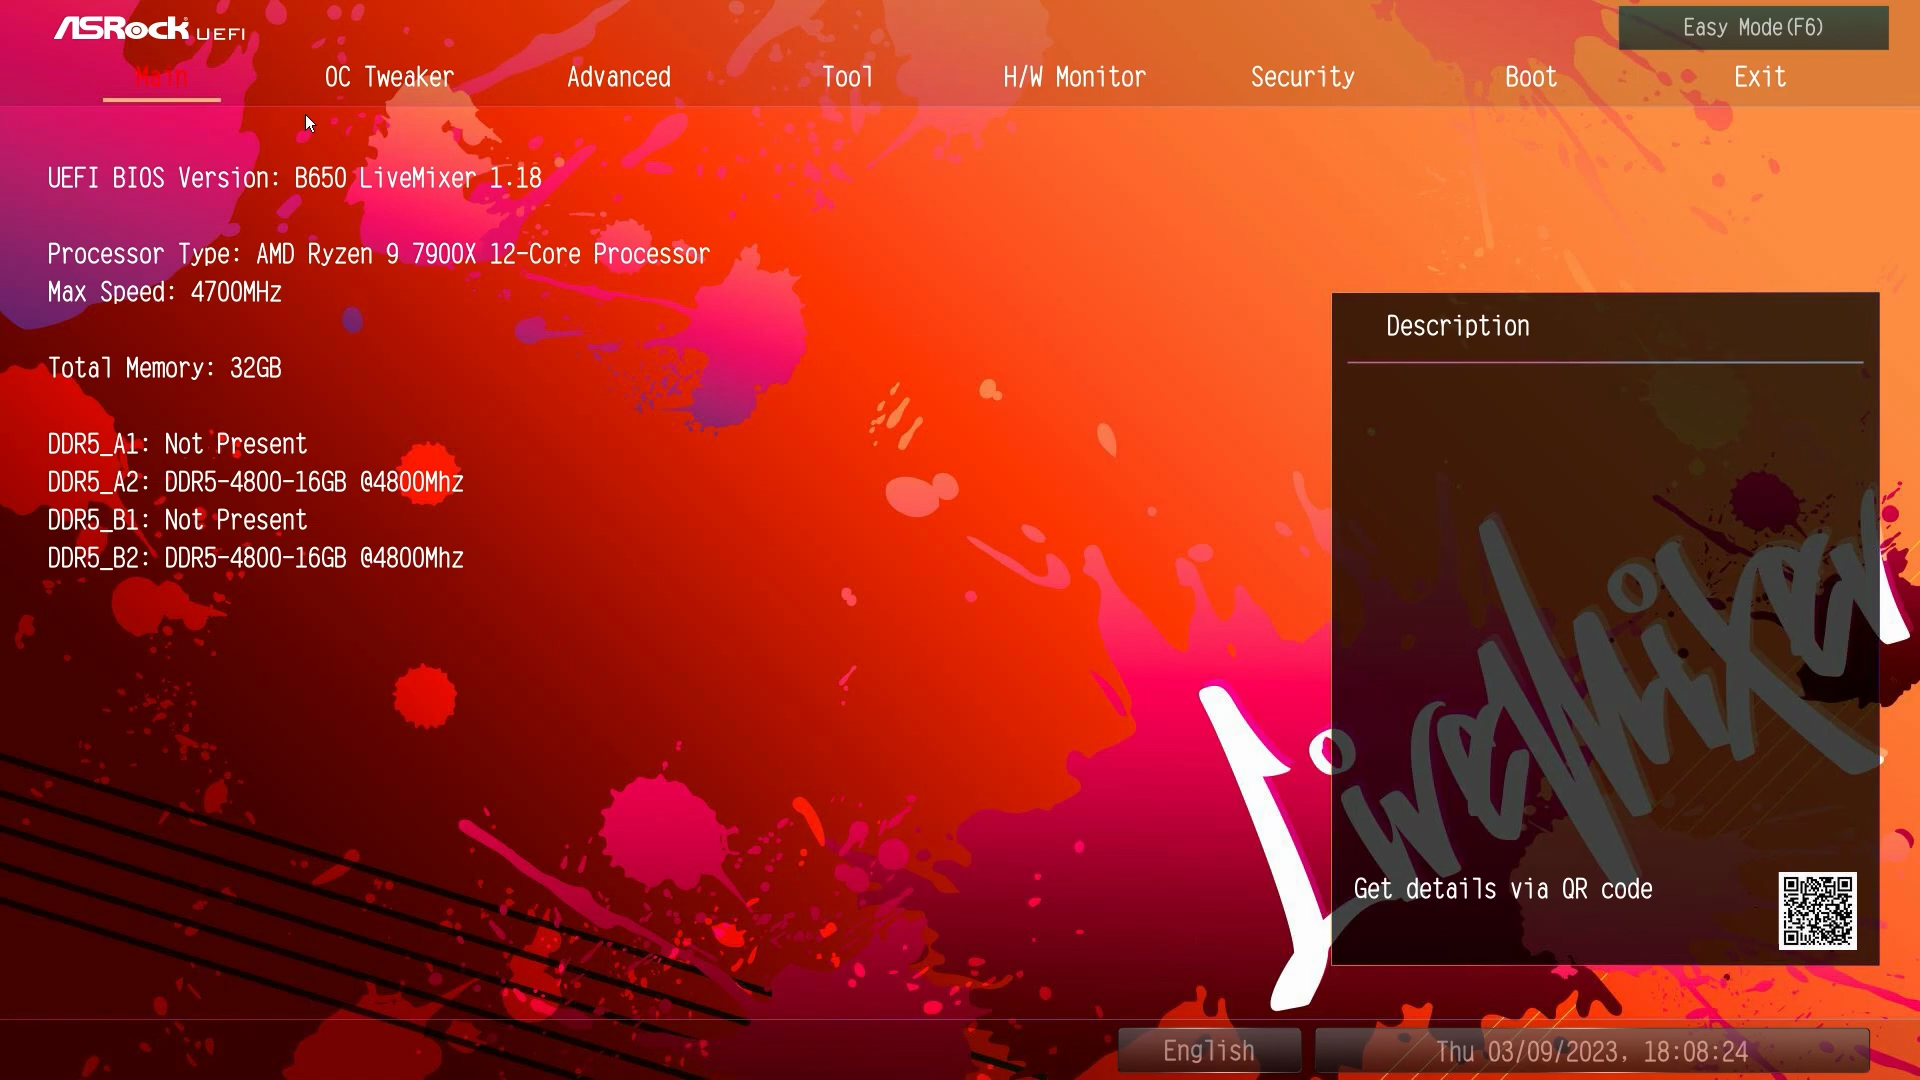 ASRock UEFI
Easy Mode(F6)
Main OC Tweaker Advanced Tool H/W Monitor Security Boot Exit
UEFI BIOS Version: B650 LiveMixer 1.18
Processor Type: AMD Ryzen 9 7900X 12-Core Processor
Max Speed: 4700MHz
Total Memory: 32GB
DDR5_A1: Not Present
DDR5_A2: DDR5-4800-16GB @4800Mhz
DDR5_B1: Not Present
DDR5_B2: DDR5-4800-16GB @4800Mhz
Description
LiveMixer
Get details via QR code
English
Thu 03/09/2023, 18:08:24